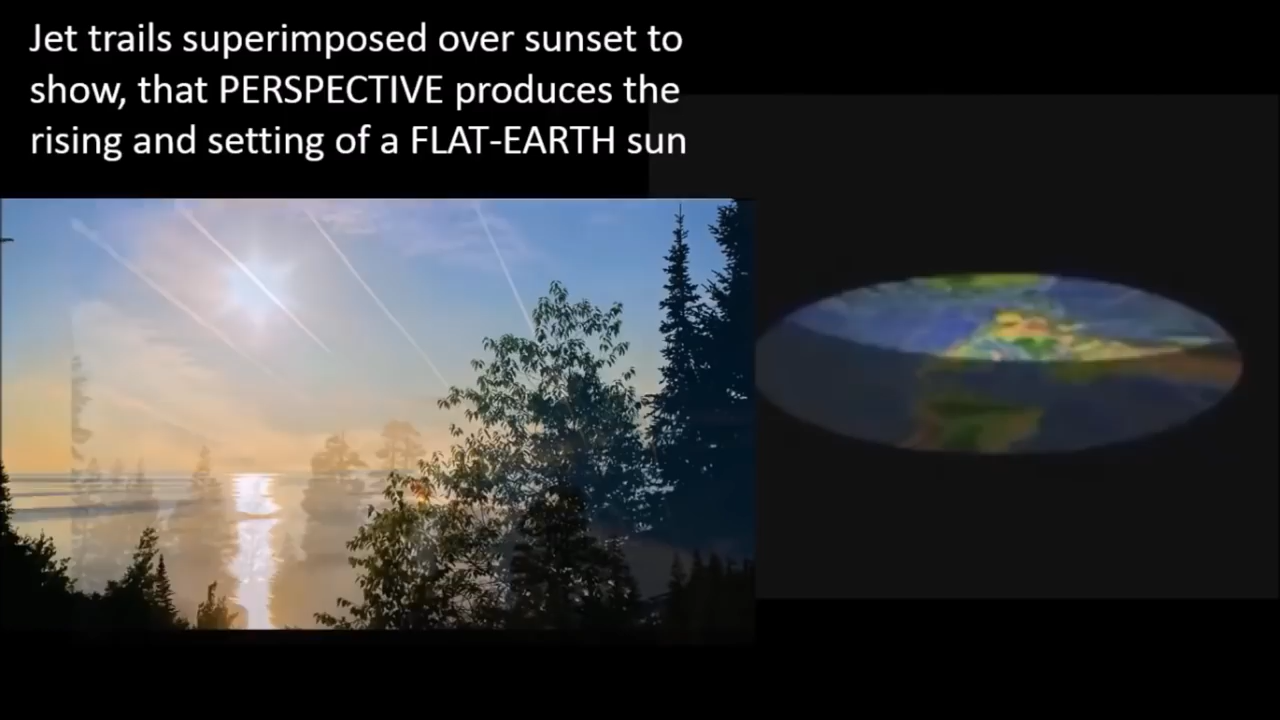 Jet trails superimposed over sunset to
show, that PERSPECTIVE produces the
rising and setting of a FLAT-EARTH sun